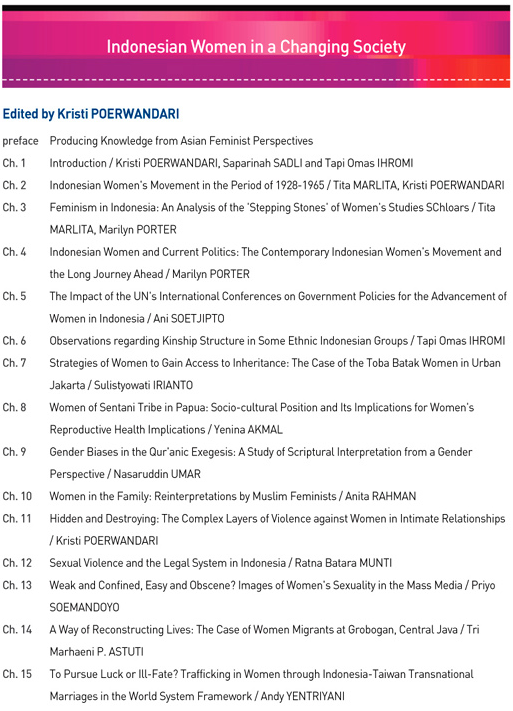 Indonesian Women in a Changing Society
Edited by Kristi POERWANDARI
preface Producing Knowledge from Asian Feminist Perspectives
Ch. 1 Introduction / Kristi POERWANDARI, Saparinah SADLI and Tapi Omas IHROMI
Ch. 2 Indonesian Women's Movement in the Period of 1928-1965 / Tita MARLITA, Kristi POERWANDARI
Ch. 3 Feminism in Indonesia: An Analysis of the 'Stepping Stones' of Women's Studies SChloars / Tita
MARLITA, Marilyn PORTER
Ch. 4 Indonesian Women and Current Politics: The Contemporary Indonesian Women's Movement and
the Long Journey Ahead / Marilyn PORTER
Ch. 5 The Impact of the UN's International Conferences on Government Policies for the Advancement of
Women in Indonesia / Ani SOETJIPTO
Ch. 6 Observations regarding Kinship Structure in Some Ethnic Indonesian Groups / Tapi Omas IHROMI
Ch. 7 Strategies of Women to Gain Access to Inheritance: The Case of the Toba Batak Women in Urban
Jakarta / Sulistyowati IRIANTO
Ch. 8 Women of Sentani Tribe in Papua: Socio-cultural Position and Its Implications for Women's
Reproductive Health Implications / Yenina AKMAL
Ch. 9 Gender Biases in the Qur'anic Exegesis: A Study of Scriptural Interpretation from a Gender
Perspective / Nasaruddin UMAR
Ch. 10 Women in the Family: Reinterpretations by Muslim Feminists / Anita RAHMAN
Ch. 11 Hidden and Destroying: The Complex Layers of Violence against Women in Intimate Relationships
/ Kristi POERWANDARI
Ch. 12 Sexual Violence and the Legal System in Indonesia / Ratna Batara MUNTI
Ch. 13 Weak and Confined, Easy and Obscene? Images of Women's Sexuality in the Mass Media / Priyo
SOEMANDOYO
Ch. 14 A Way of Reconstructing Lives: The Case of Women Migrants at Grobogan, Central Java / Tri
Marhaeni P. ASTUTI
Ch. 15 To Pursue Luck or Ill-Fate? Trafficking in Women through Indonesia-Taiwan Transnational
Marriages in the World System Framework / Andy YENTRIYANI